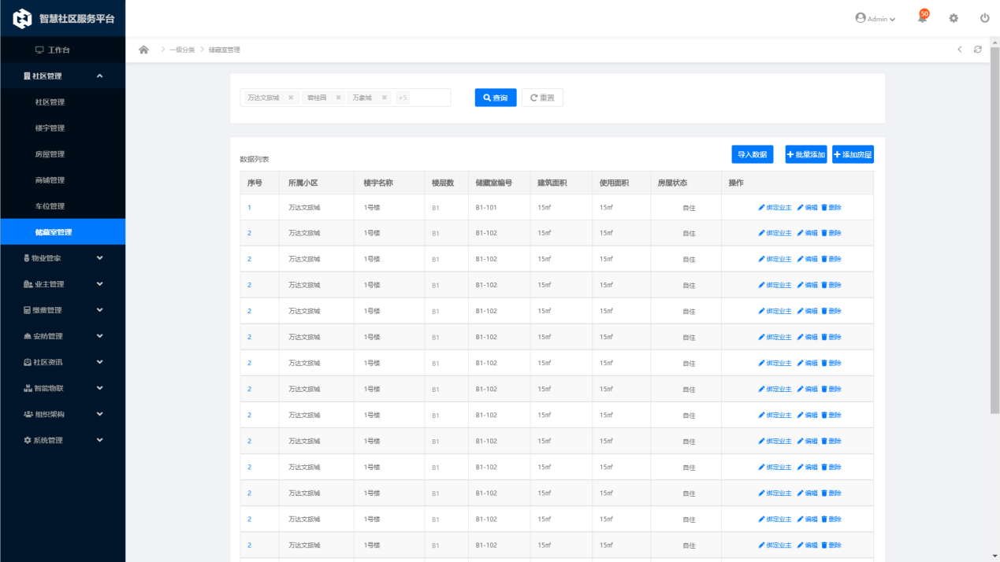 智慧社区服务平台
Admin
50
工作台
一级分类
储藏室管理
社区管理
社区管理
楼宇管理
房屋管理
商铺管理
车位管理
储藏室管理
物业管家
业主管理
缴费管理
安防管理
社区资讯
智能物联
组织架构
系统管理
万达文旅城
碧桂园
万象城
+5
查询
重置
数据列表
导入数据
批量添加
添加房屋
序号 所属小区 楼宇名称 楼层数 储藏室编号 建筑面积 使用面积 房屋状态 操作
1 万达文旅城 1号楼 B1 B1-101 15㎡ 15㎡ 自住 绑定业主 编辑 删除
2 万达文旅城 1号楼 B1 B1-102 15㎡ 15㎡ 自住 绑定业主 编辑 删除
2 万达文旅城 1号楼 B1 B1-102 15㎡ 15㎡ 自住 绑定业主 编辑 删除
2 万达文旅城 1号楼 B1 B1-102 15㎡ 15㎡ 自住 绑定业主 编辑 删除
2 万达文旅城 1号楼 B1 B1-102 15㎡ 15㎡ 自住 绑定业主 编辑 删除
2 万达文旅城 1号楼 B1 B1-102 15㎡ 15㎡ 自住 绑定业主 编辑 删除
2 万达文旅城 1号楼 B1 B1-102 15㎡ 15㎡ 自住 绑定业主 编辑 删除
2 万达文旅城 1号楼 B1 B1-102 15㎡ 15㎡ 自住 绑定业主 编辑 删除
2 万达文旅城 1号楼 B1 B1-102 15㎡ 15㎡ 自住 绑定业主 编辑 删除
2 万达文旅城 1号楼 B1 B1-102 15㎡ 15㎡ 自住 绑定业主 编辑 删除
2 万达文旅城 1号楼 B1 B1-102 15㎡ 15㎡ 自住 绑定业主 编辑 删除
2 万达文旅城 1号楼 B1 B1-102 15㎡ 15㎡ 自住 绑定业主 编辑 删除
2 万达文旅城 1号楼 B1 B1-102 15㎡ 15㎡ 自住 绑定业主 编辑 删除
2 万达文旅城 1号楼 B1 B1-102 15㎡ 15㎡ 自住 绑定业主 编辑 删除